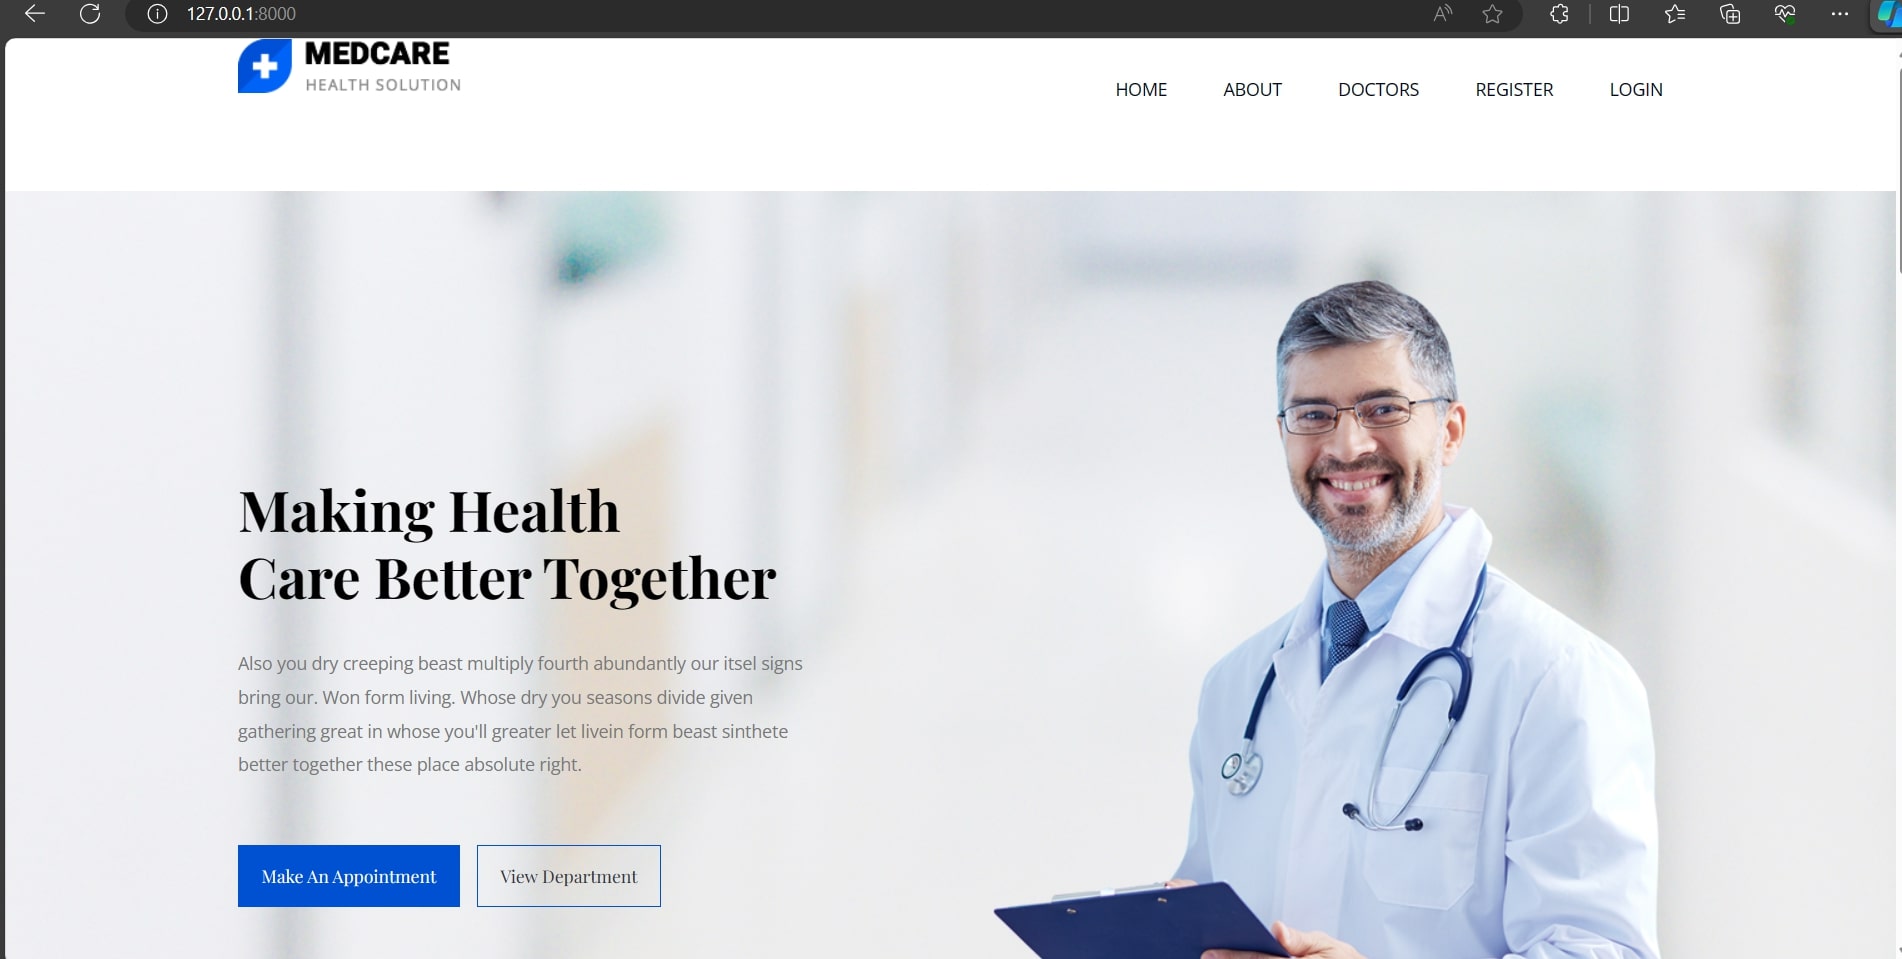 127.0.0.1:8000
MEDCARE
HEALTH SOLUTION
HOME ABOUT DOCTORS REGISTER LOGIN
Making Health
Care Better Together
Also you dry creeping beast multiply fourth abundantly our itsel signs
bring our. Won form living. Whose dry you seasons divide given
gathering great in whose you'll greater let livein form beast sinthete
better together these place absolute right.
Make An Appointment View Department